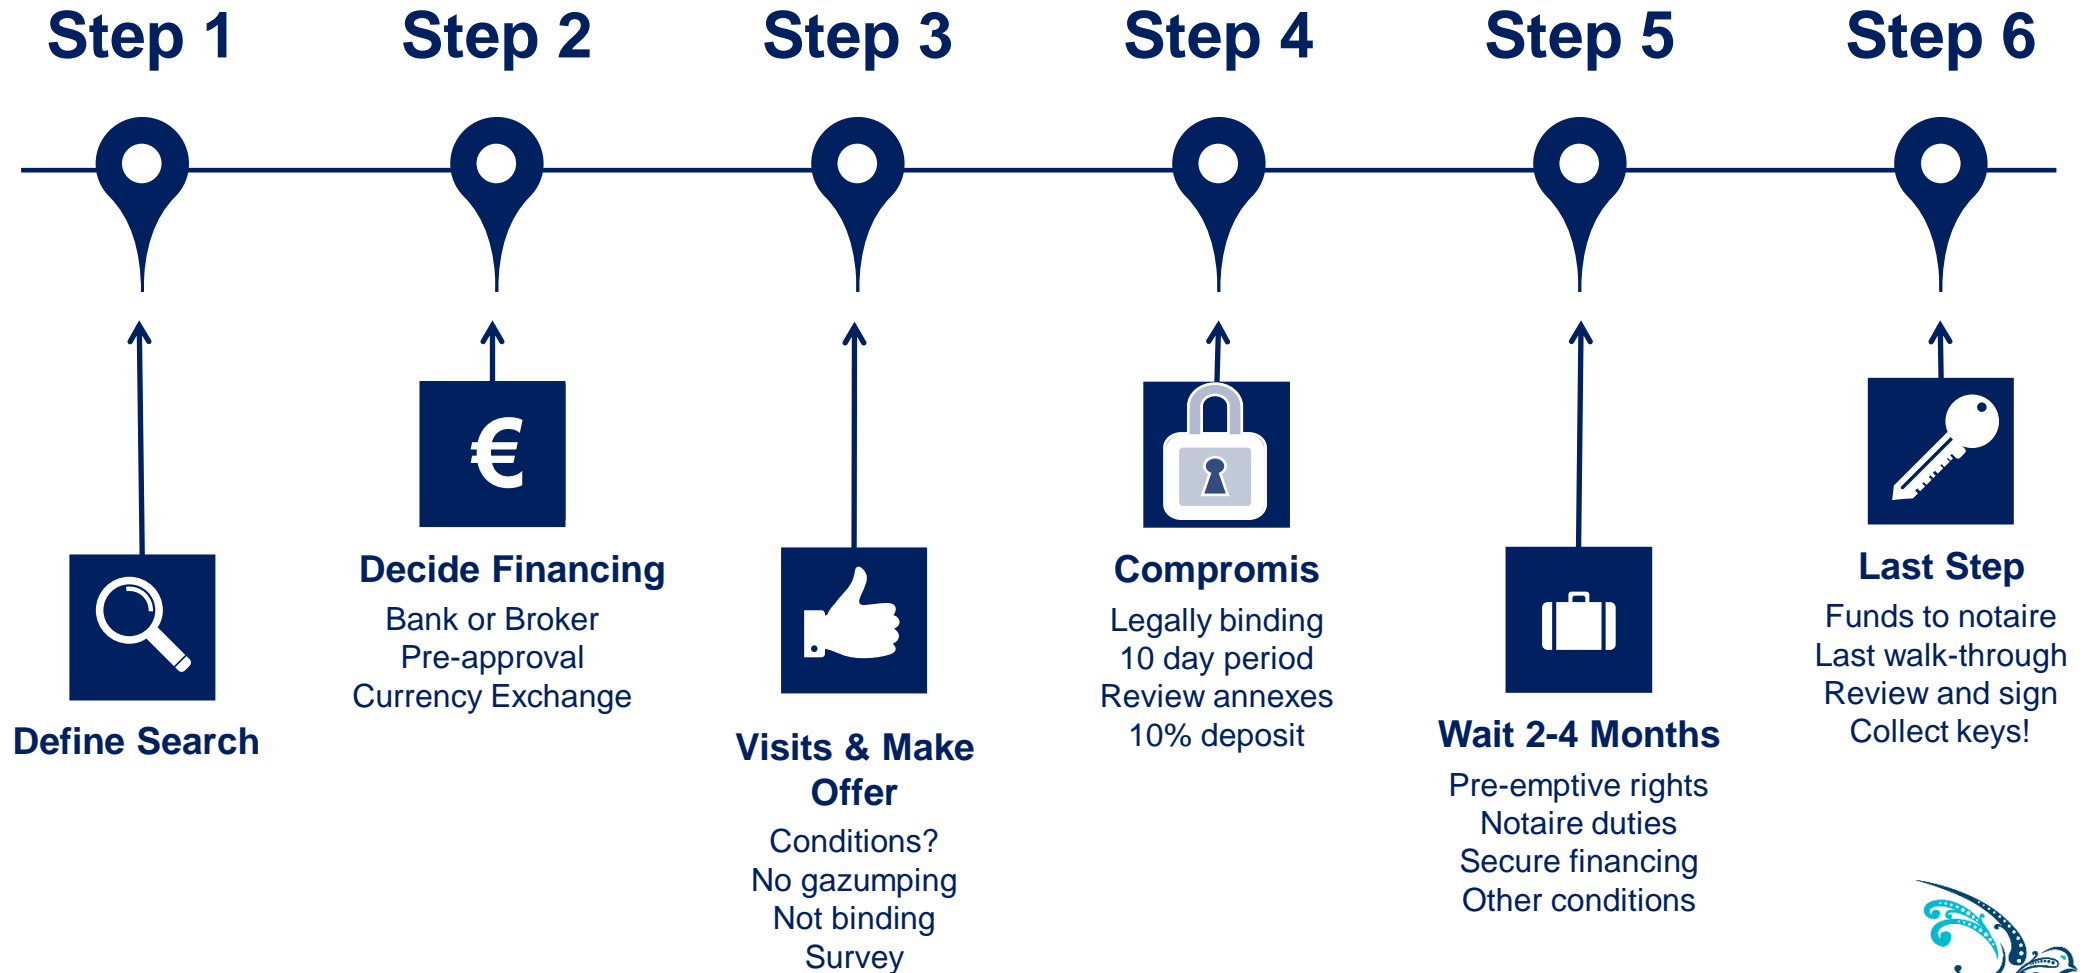 Step 1
Step 2
Step 3
Step 4
Step 5
Step 6
Define Search
€
Decide Financing
Bank or Broker
Pre-approval
Currency Exchange
Visits & Make
Offer
Conditions?
No gazumping
Not binding
Survey
Compromis
Legally binding
10 day period
Review annexes
10% deposit
Wait 2-4 Months
Pre-emptive rights
Notaire duties
Secure financing
Other conditions
Last Step
Funds to notaire
Last walk-through
Review and sign
Collect keys!